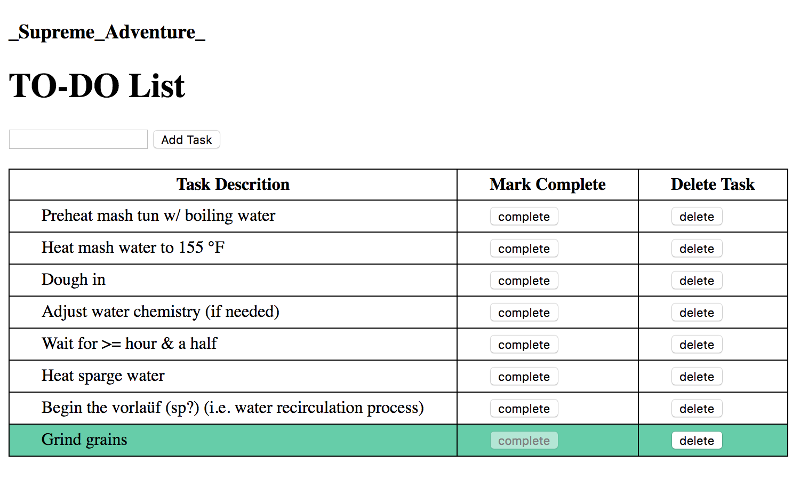 _Supreme_Adventure_
TO-DO List
Add Task
Task Descrition Mark Complete Delete Task
Preheat mash tun w/ boiling water complete delete
Heat mash water to 155 °F complete delete
Dough in complete delete
Adjust water chemistry (if needed) complete delete
Wait for >= hour & a half complete delete
Heat sparge water complete delete
Begin the vorlaüf (sp?) (i.e. water recirculation process) complete delete
Grind grains complete delete